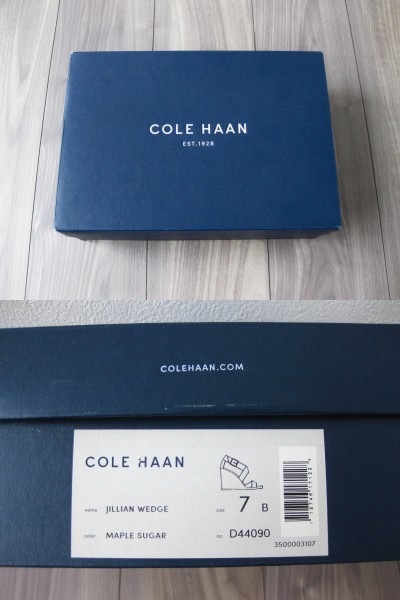 COLE HAAN
EST.1928
COLEHAAN.COM
COLE HAAN
name JILLIAN WEDGE size 7 B
color MAPLE SUGAR no. D44090
3500003107